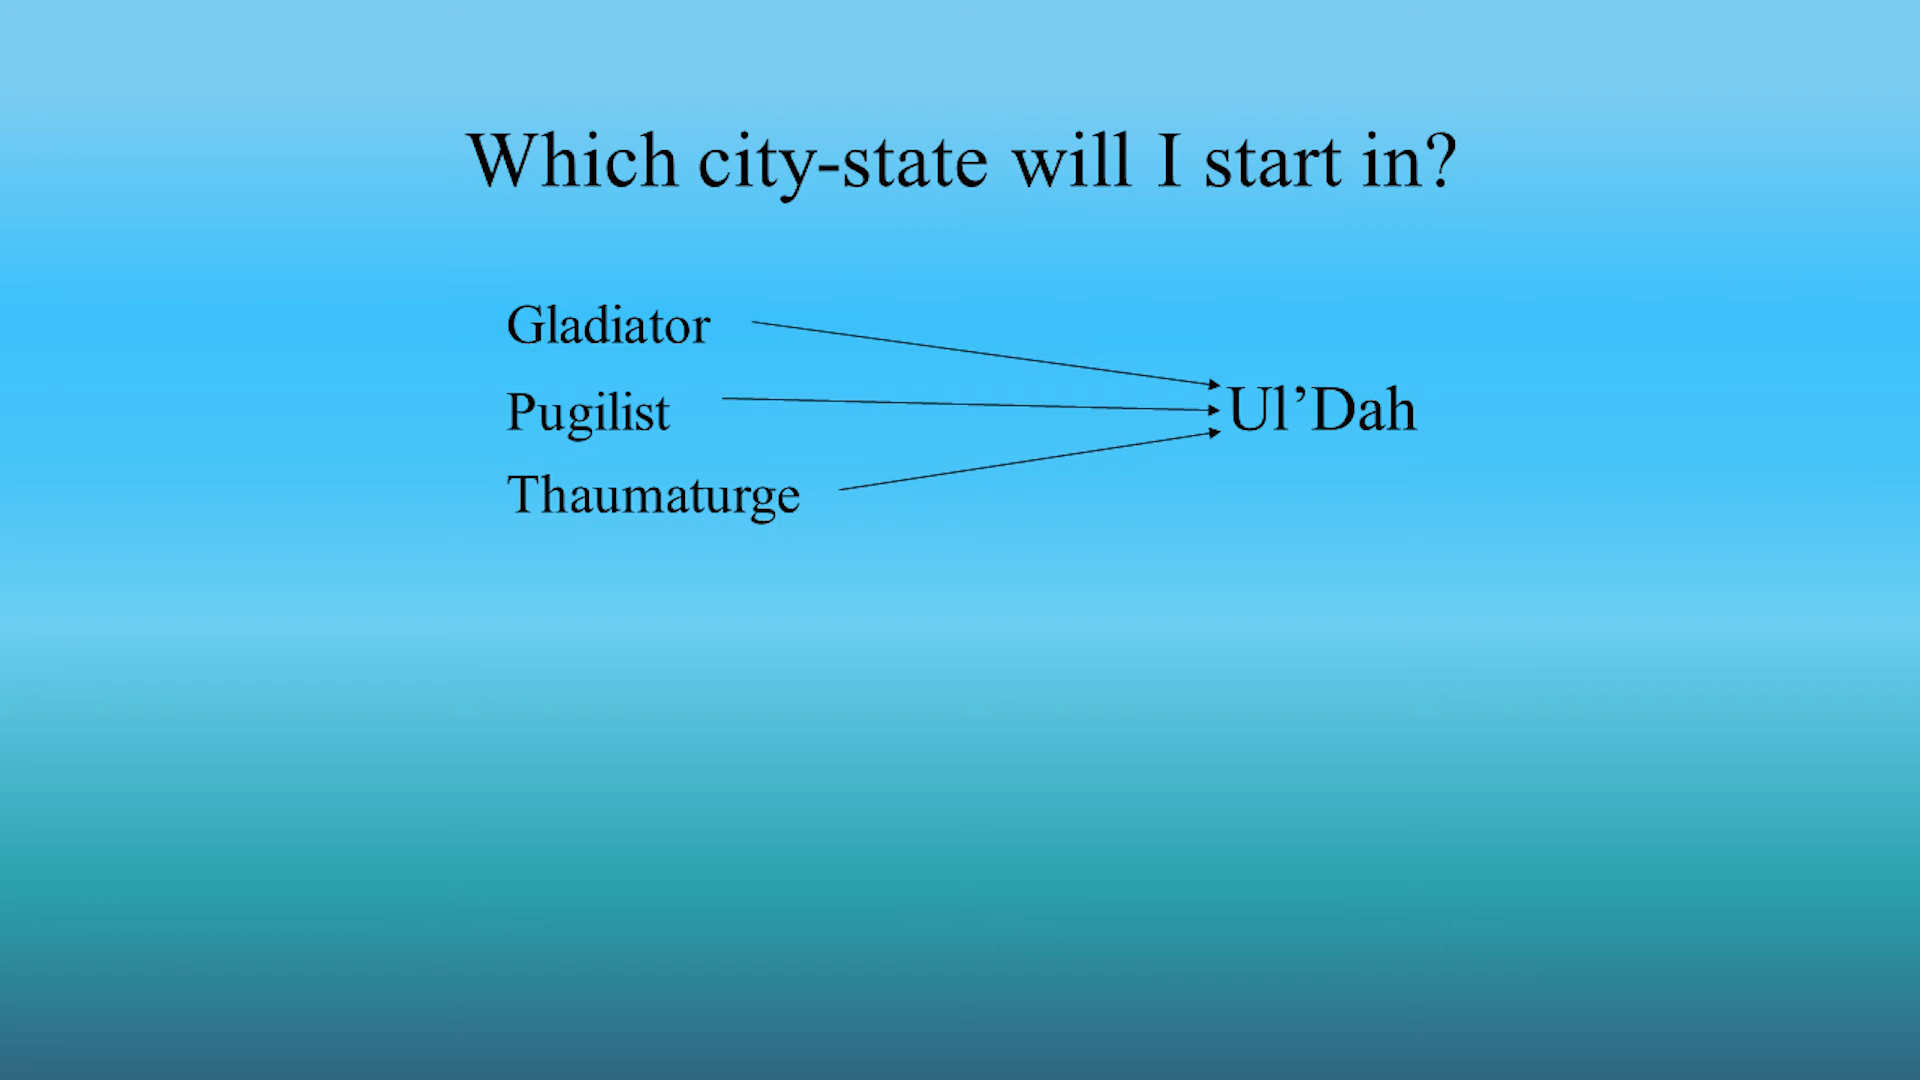 Which city-state will I start in?
Gladiator
Pugilist
Ul’Dah
Thaumaturge